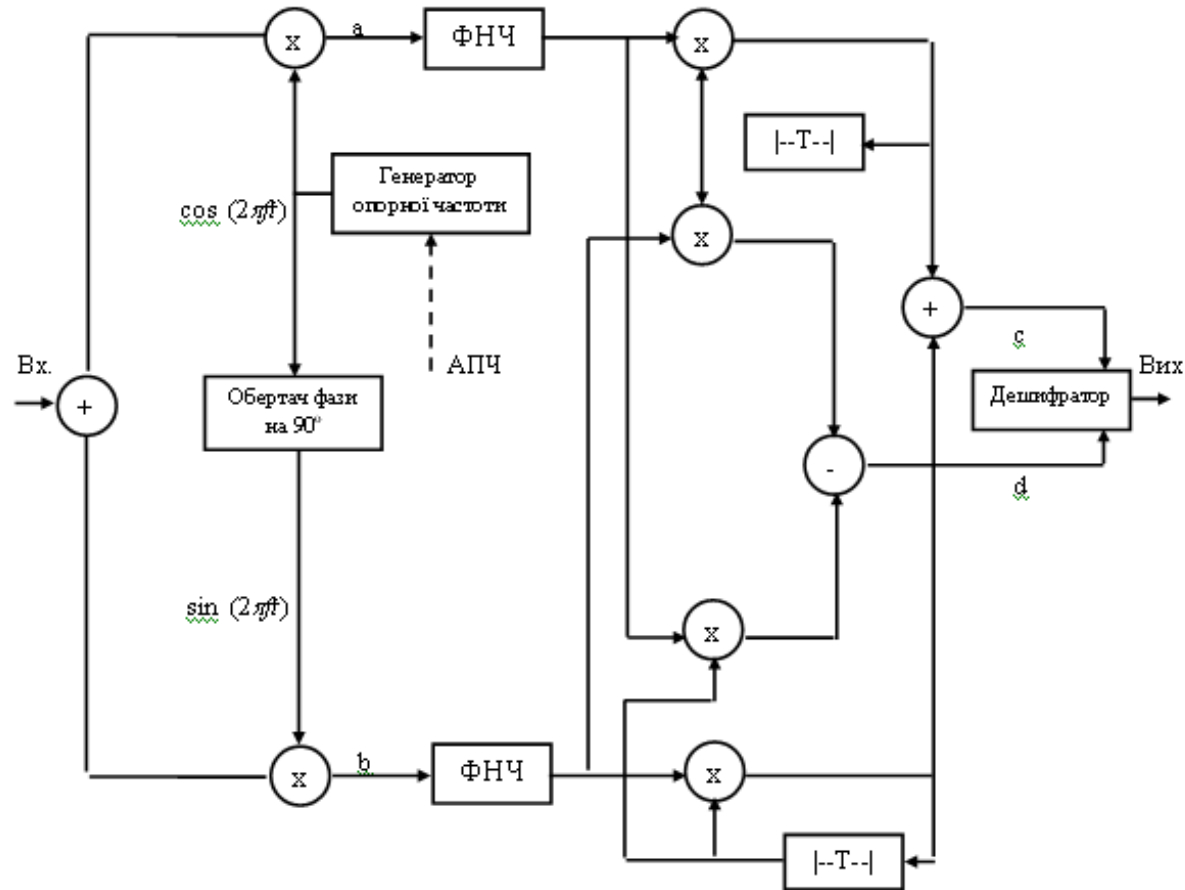 x
a
ФНЧ
x
|--T--|
Генератор
опорної частоти
cos (2πft)
x
+
c
Вх.
АПЧ
Вих
+
Обертач фази
на 90°
Дешифратор
-
d
sin (2πft)
x
x
b
ФНЧ
x
|--T--|